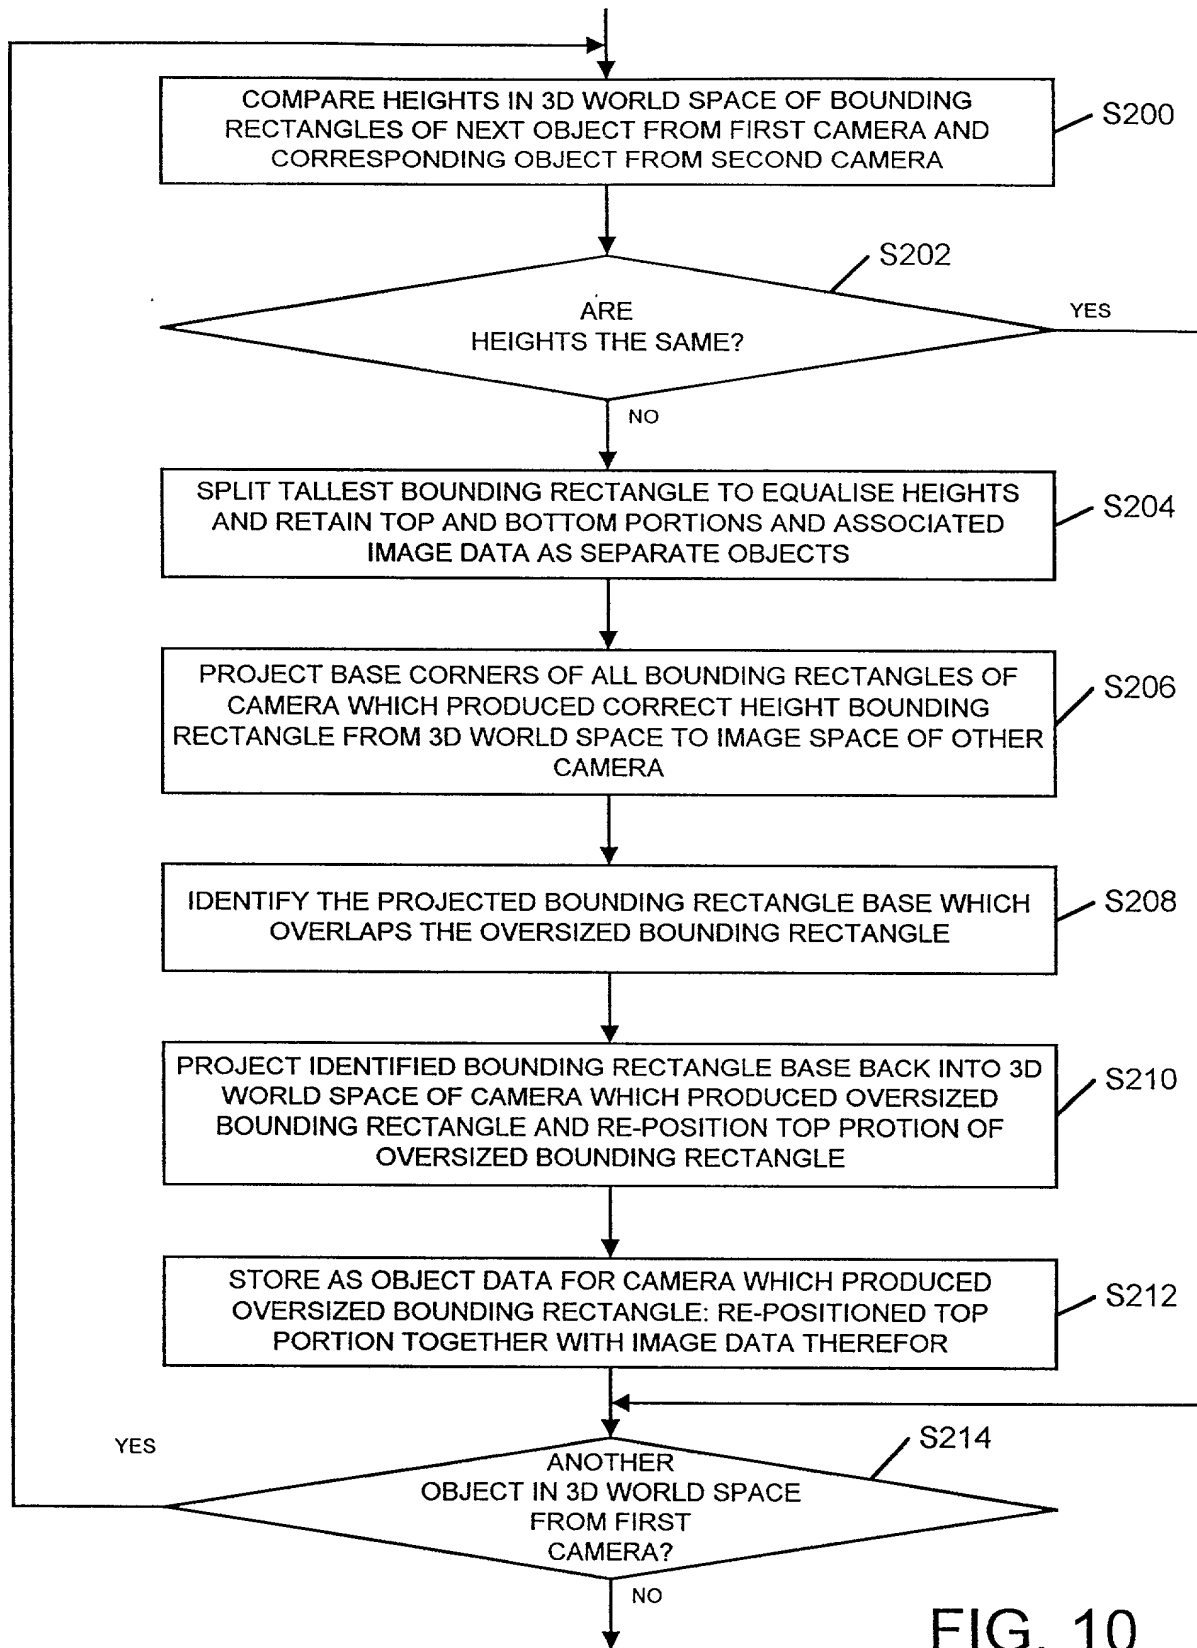 COMPARE HEIGHTS IN 3D WORLD SPACE OF BOUNDING
RECTANGLES OF NEXT OBJECT FROM FIRST CAMERA AND
CORRESPONDING OBJECT FROM SECOND CAMERA
S200
S202
ARE
HEIGHTS THE SAME?
YES
NO
SPLIT TALLEST BOUNDING RECTANGLE TO EQUALISE HEIGHTS
AND RETAIN TOP AND BOTTOM PORTIONS AND ASSOCIATED
IMAGE DATA AS SEPARATE OBJECTS
S204
PROJECT BASE CORNERS OF ALL BOUNDING RECTANGLES OF
CAMERA WHICH PRODUCED CORRECT HEIGHT BOUNDING
RECTANGLE FROM 3D WORLD SPACE TO IMAGE SPACE OF OTHER
CAMERA
S206
IDENTIFY THE PROJECTED BOUNDING RECTANGLE BASE WHICH
OVERLAPS THE OVERSIZED BOUNDING RECTANGLE
S208
PROJECT IDENTIFIED BOUNDING RECTANGLE BASE BACK INTO 3D
WORLD SPACE OF CAMERA WHICH PRODUCED OVERSIZED
BOUNDING RECTANGLE AND RE-POSITION TOP PROTION OF
OVERSIZED BOUNDING RECTANGLE
S210
STORE AS OBJECT DATA FOR CAMERA WHICH PRODUCED
OVERSIZED BOUNDING RECTANGLE: RE-POSITIONED TOP
PORTION TOGETHER WITH IMAGE DATA THEREFOR
S212
YES
S214
ANOTHER
OBJECT IN 3D WORLD SPACE
FROM FIRST
CAMERA?
NO
FIG. 10